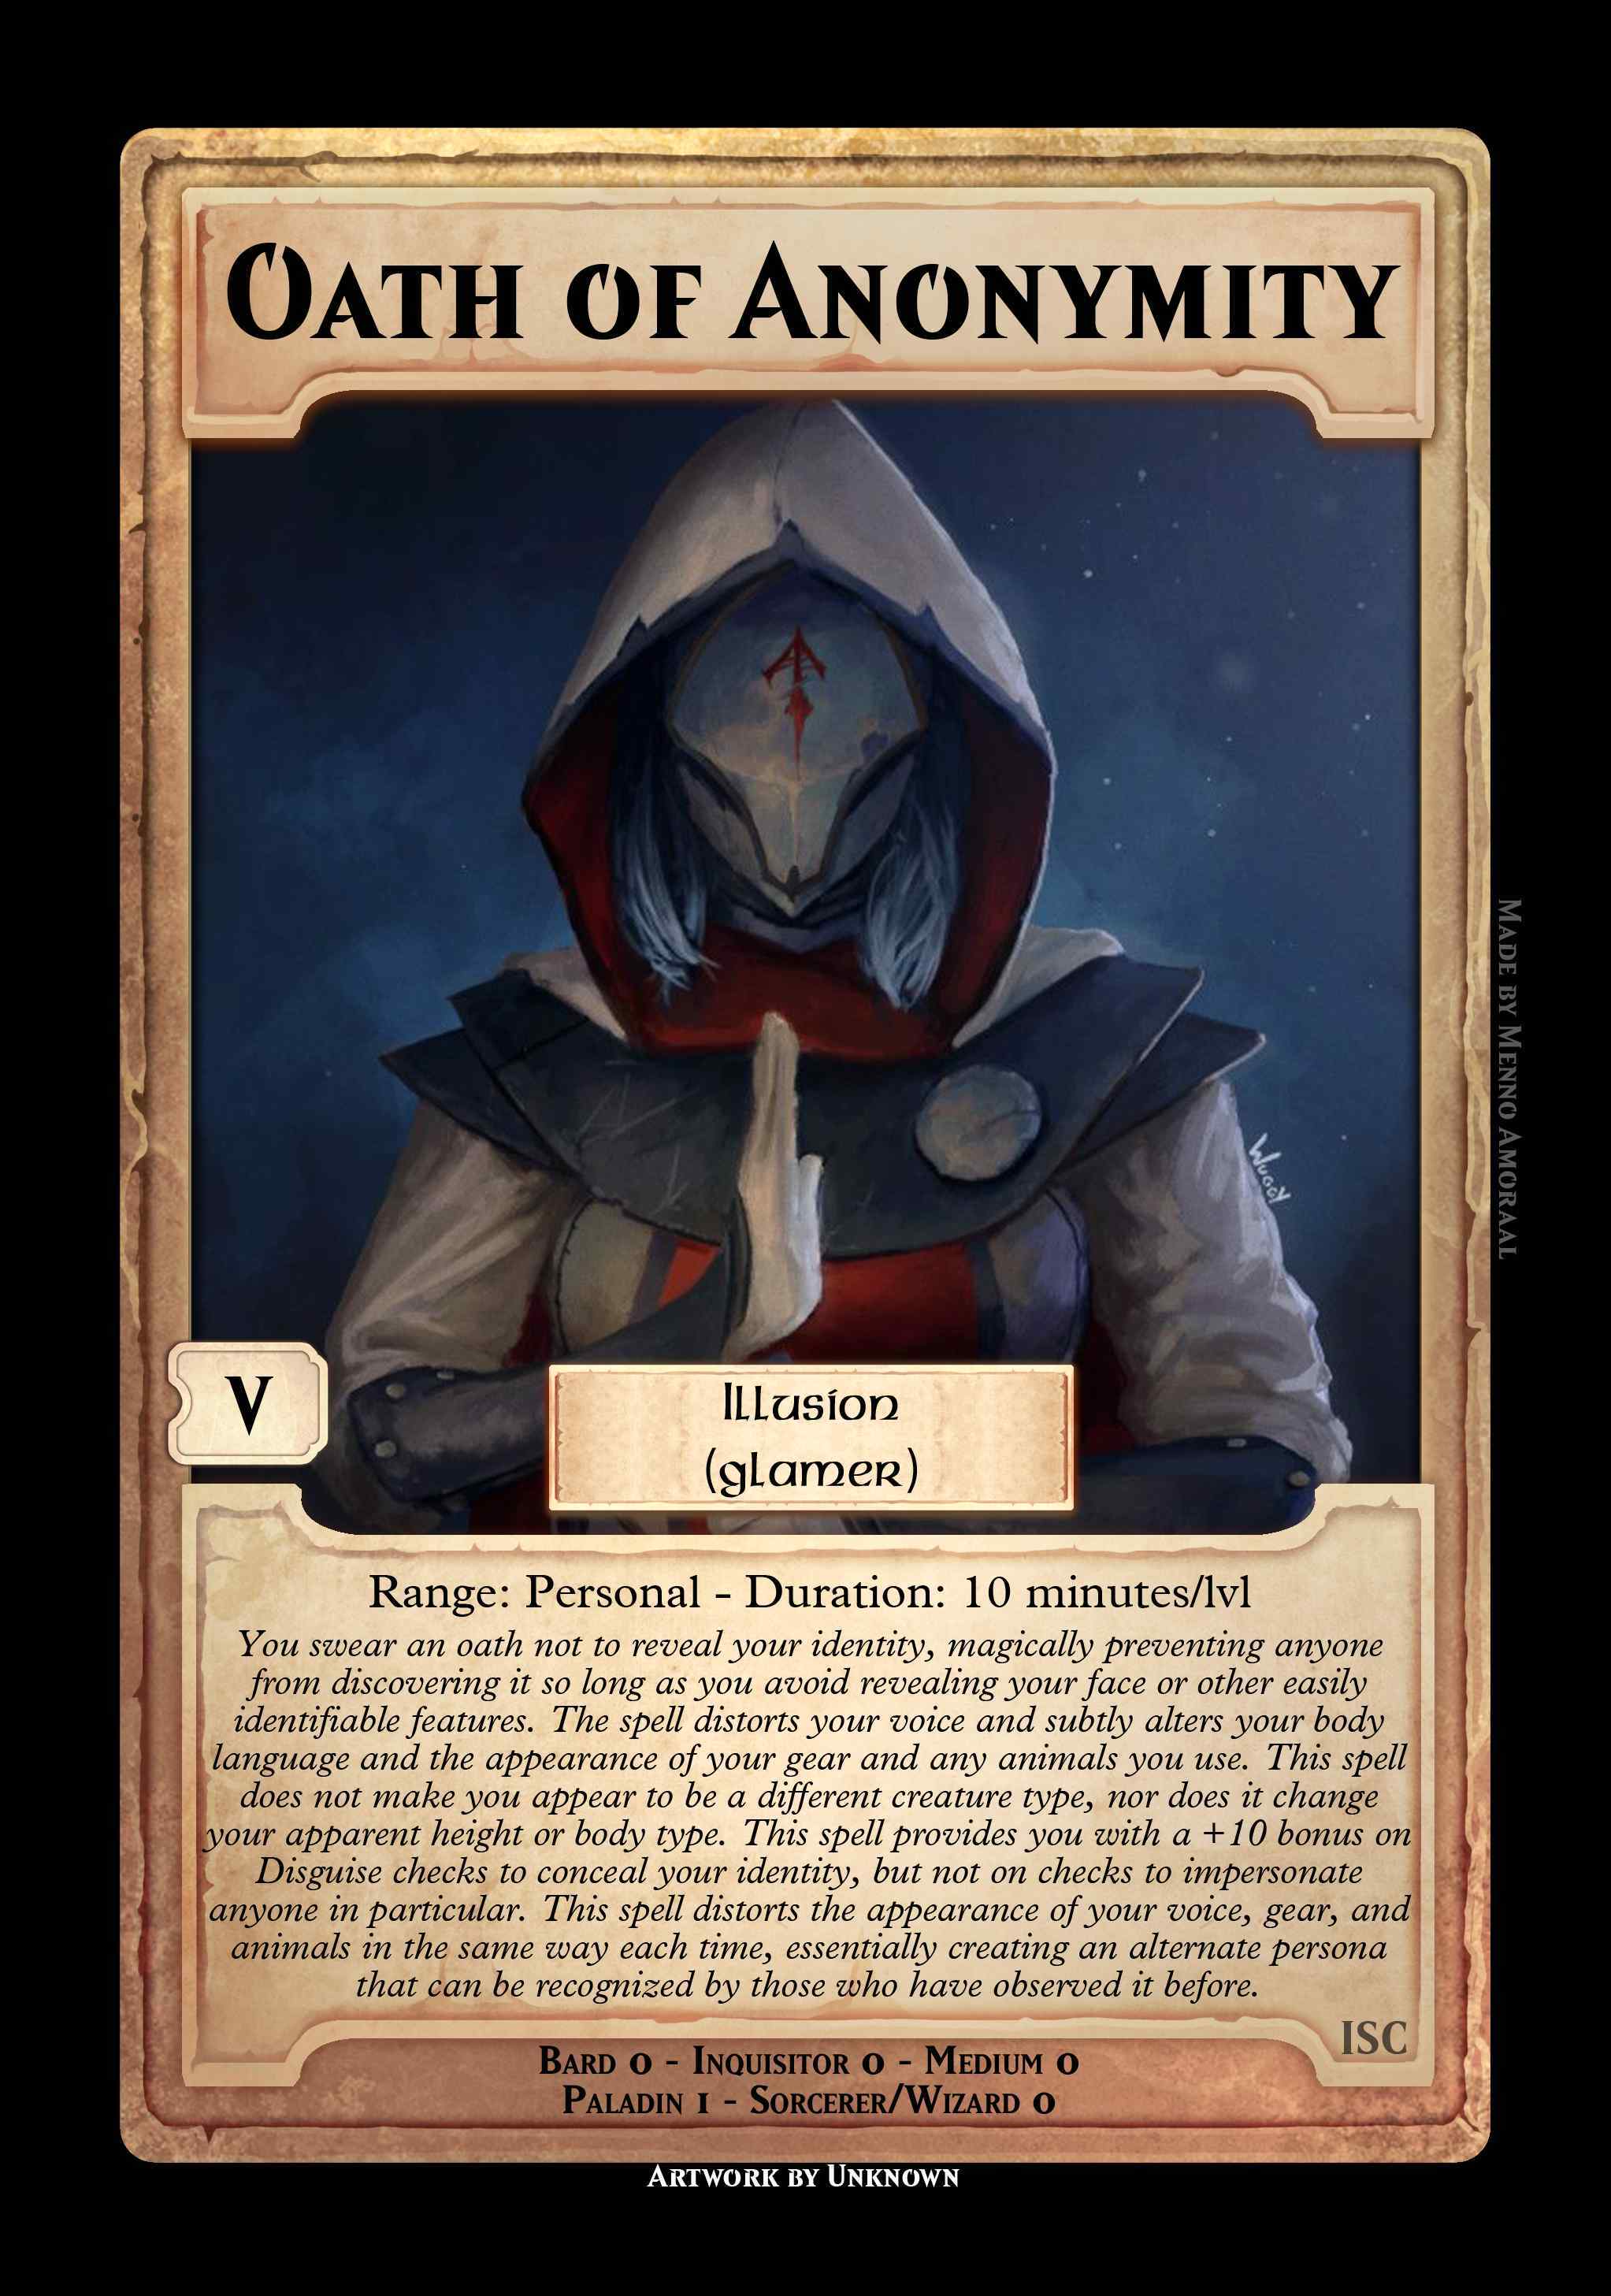 Oath of Anonymity
Wuggy
V
Illusion
(glamer)
Range: Personal - Duration: 10 minutes/lvl
You swear an oath not to reveal your identity, magically preventing anyone
from discovering it so long as you avoid revealing your face or other easily
identifiable features. The spell distorts your voice and subtly alters your body
language and the appearance of your gear and any animals you use. This spell
does not make you appear to be a different creature type, nor does it change
your apparent height or body type. This spell provides you with a +10 bonus on
Disguise checks to conceal your identity, but not on checks to impersonate
anyone in particular. This spell distorts the appearance of your voice, gear, and
animals in the same way each time, essentially creating an alternate persona
that can be recognized by those who have observed it before.
ISC
Bard 0 - Inquisitor 0 - Medium 0
Paladin 1 - Sorcerer/Wizard 0
Artwork by Unknown
Made by Menno Amoraal